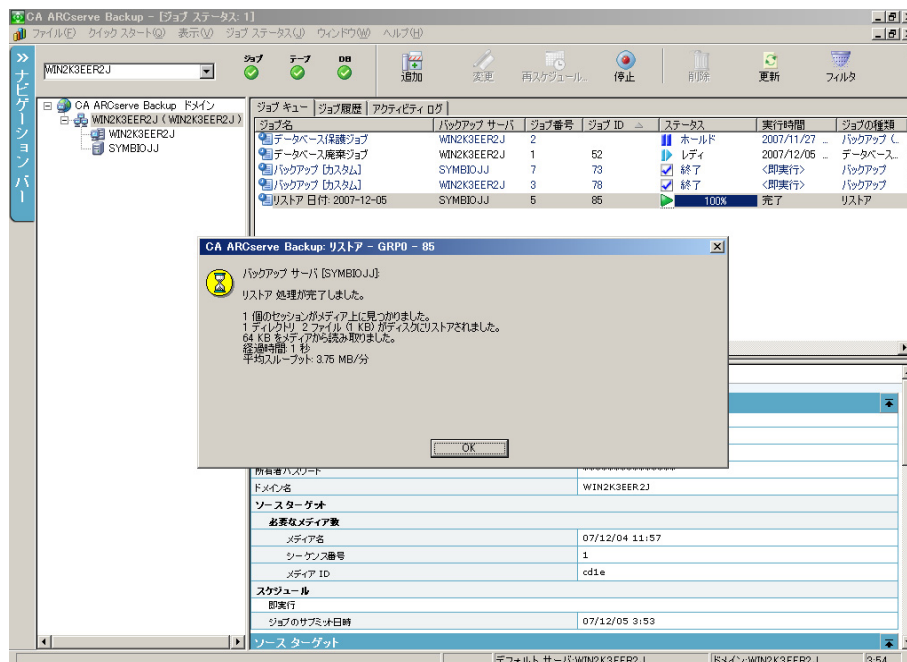 CA ARCserve Backup - [ジョブ ステータス: 1]
ファイル(F) クイック スタート(Q) 表示(V) ジョブ ステータス(J) ウィンドウ(W) ヘルプ(H)
WIN2K3EER2J
ジョブ テープ DB
追加 変更 再スケジュール... 停止 削除 更新 フィルタ
ナビゲーション バー
CA ARCserve Backup ドメイン
WIN2K3EER2J ( WIN2K3EER2J )
WIN2K3EER2J
SYMBIOJJ
ジョブ キュー ジョブ履歴 アクティビティ ログ
ジョブ名 バックアップ サーバ ジョブ番号 ジョブ ID ステータス 実行時間 ジョブの種類
データベース保護ジョブ WIN2K3EER2J 2 ホールド 2007/11/27 ... バックアップ (...
データベース廃棄ジョブ WIN2K3EER2J 1 52 レディ 2007/12/05 ... データベース...
バックアップ [カスタム] SYMBIOJJ 7 73 終了 <即実行> バックアップ
バックアップ [カスタム] WIN2K3EER2J 3 78 終了 <即実行> バックアップ
リストア 日付: 2007-12-05 SYMBIOJJ 5 85 100% 完了 リストア
CA ARCserve Backup: リストア - GRP0 - 85
バックアップ サーバ [SYMBIOJJ]:
リストア 処理が完了しました。
1 個のセッションがメディア上に見つかりました。
1 ディレクトリ 2 ファイル (1 KB) がディスクにリストアされました。
64 KB をメディアから読み取りました。
経過時間: 1 秒
平均スループット: 3.75 MB/分
OK
所有者パスワード
ドメイン名 WIN2K3EER2J
ソース ターゲット
必要なメディア数
メディア名 07/12/04 11:57
シーケンス番号 1
メディア ID cd1e
スケジュール
即実行
ジョブのサブミット日時 07/12/05 3:53
ソース ターゲット
デフォルト サーバ:WIN2K3EER2J ドメイン:WIN2K3EER2J 3:54